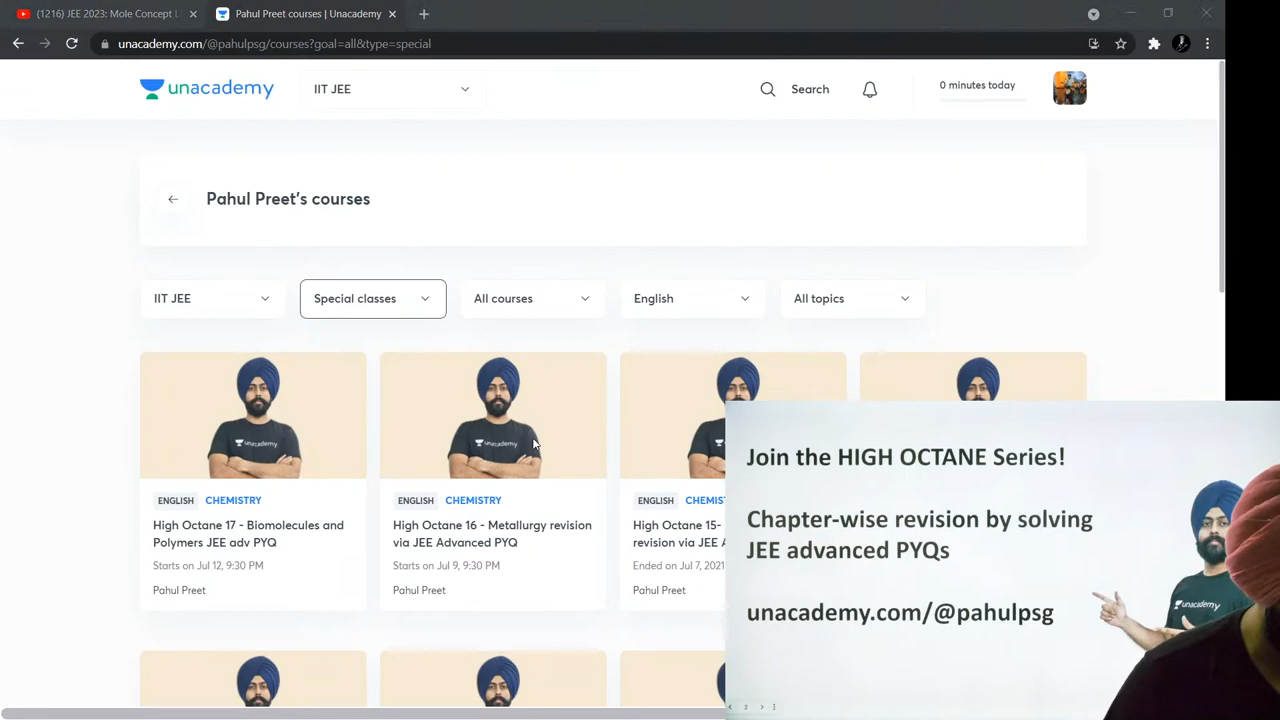 (1216) JEE 2023: Mole Concept
Pahul Preet courses | Unacademy
unacademy.com/@pahulpsg/courses?goal=all&type=special
unacademy
IIT JEE
Search
0 minutes today
Pahul Preet's courses
IIT JEE
Special classes
All courses
English
All topics
unacademy
unacademy
ENGLISH CHEMISTRY
High Octane 17 - Biomolecules and
Polymers JEE adv PYQ
Starts on Jul 12, 9:30 PM
Pahul Preet
ENGLISH CHEMISTRY
High Octane 16 - Metallurgy revision
via JEE Advanced PYQ
Starts on Jul 9, 9:30 PM
Pahul Preet
ENGLISH CHEMIS
High Octane 15-
revision via JEE A
Ended on Jul 7, 2021
Pahul Preet
Join the HIGH OCTANE Series!
Chapter-wise revision by solving
JEE advanced PYQs
unacademy.com/@pahulpsg
unacademy
2